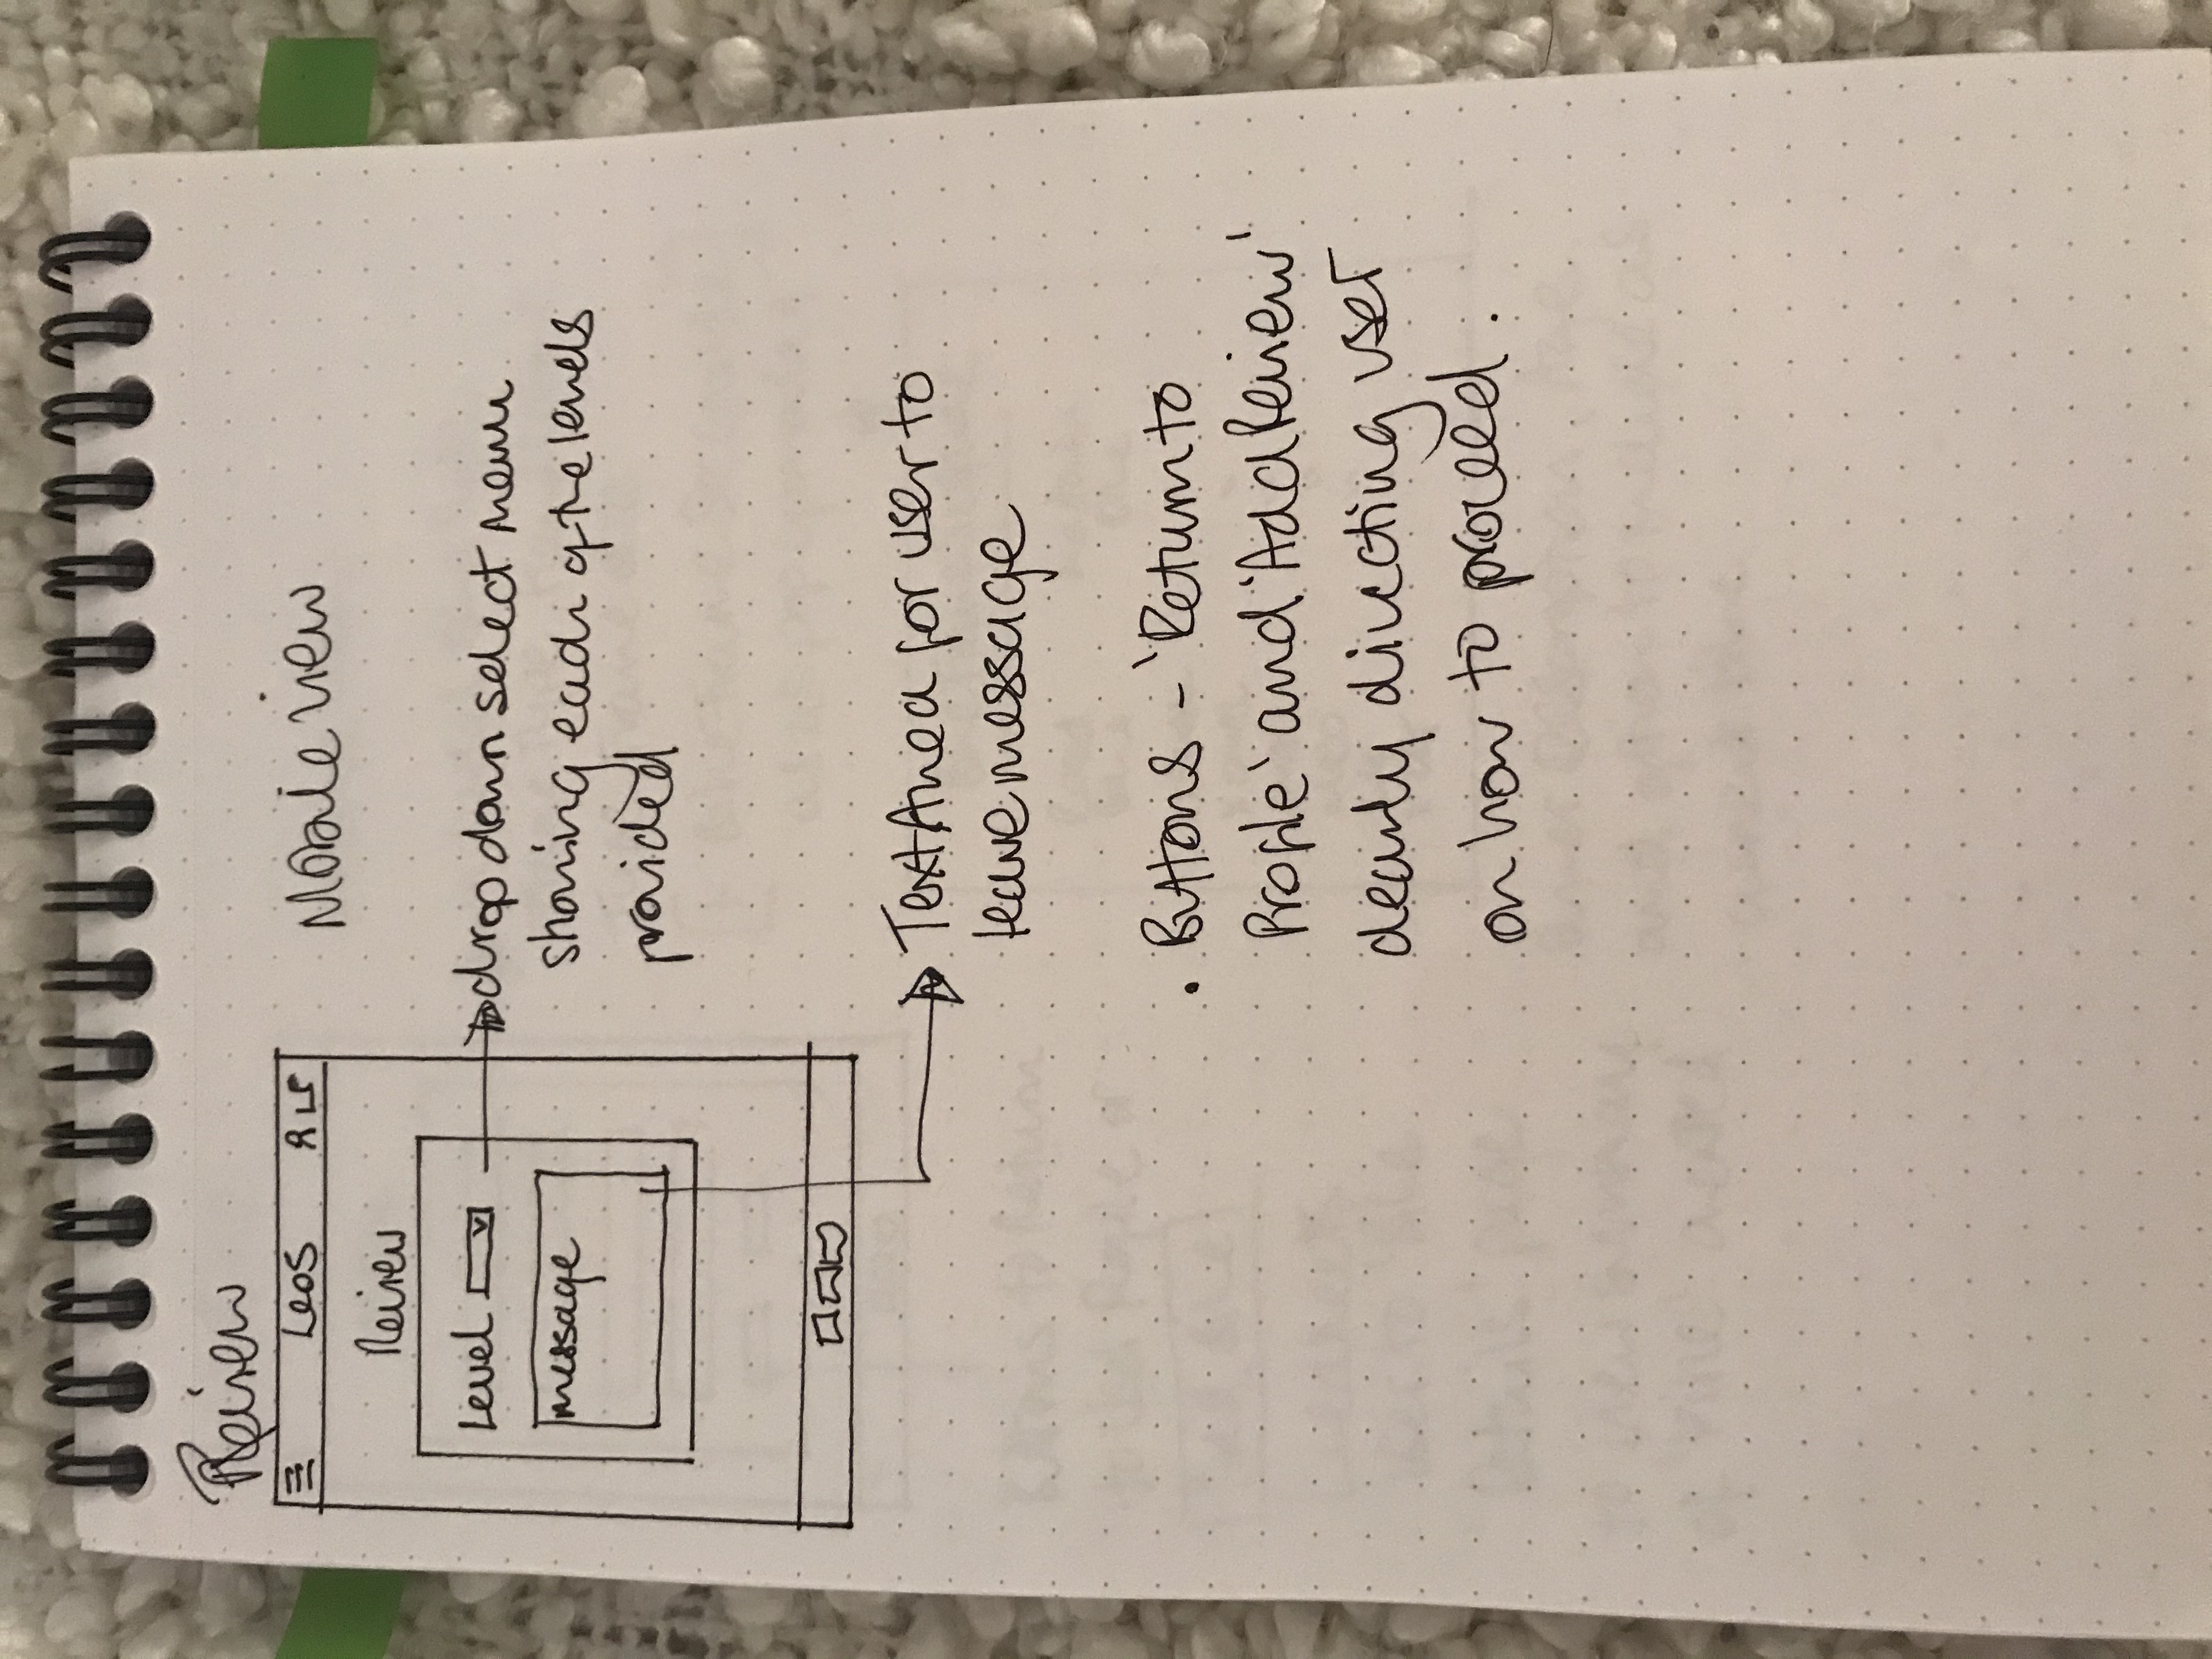 Review
Leos
Mobile view
Review
Level
drop down select menu
showing each of the levels
provided
message
TextArea for user to
leave message
. Buttons - 'Return to
Profile' and 'Add Review'
clearly directing user
on how to proceed.